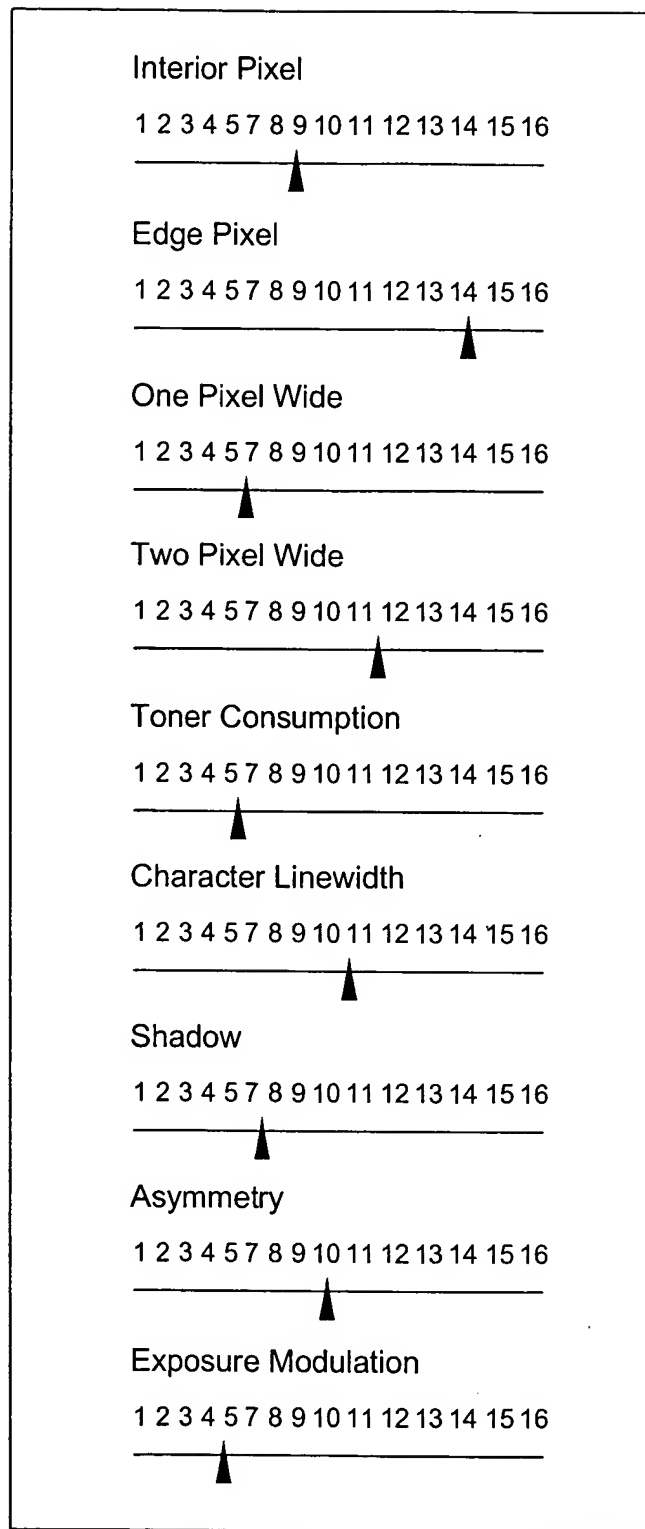 Interior Pixel
1 2 3 4 5 7 8 9 10 11 12 13 14 15 16
Edge Pixel
1 2 3 4 5 7 8 9 10 11 12 13 14 15 16
One Pixel Wide
1 2 3 4 5 7 8 9 10 11 12 13 14 15 16
Two Pixel Wide
1 2 3 4 5 7 8 9 10 11 12 13 14 15 16
Toner Consumption
1 2 3 4 5 7 8 9 10 11 12 13 14 15 16
Character Linewidth
1 2 3 4 5 7 8 9 10 11 12 13 14 15 16
Shadow
1 2 3 4 5 7 8 9 10 11 12 13 14 15 16
Asymmetry
1 2 3 4 5 7 8 9 10 11 12 13 14 15 16
Exposure Modulation
1 2 3 4 5 7 8 9 10 11 12 13 14 15 16